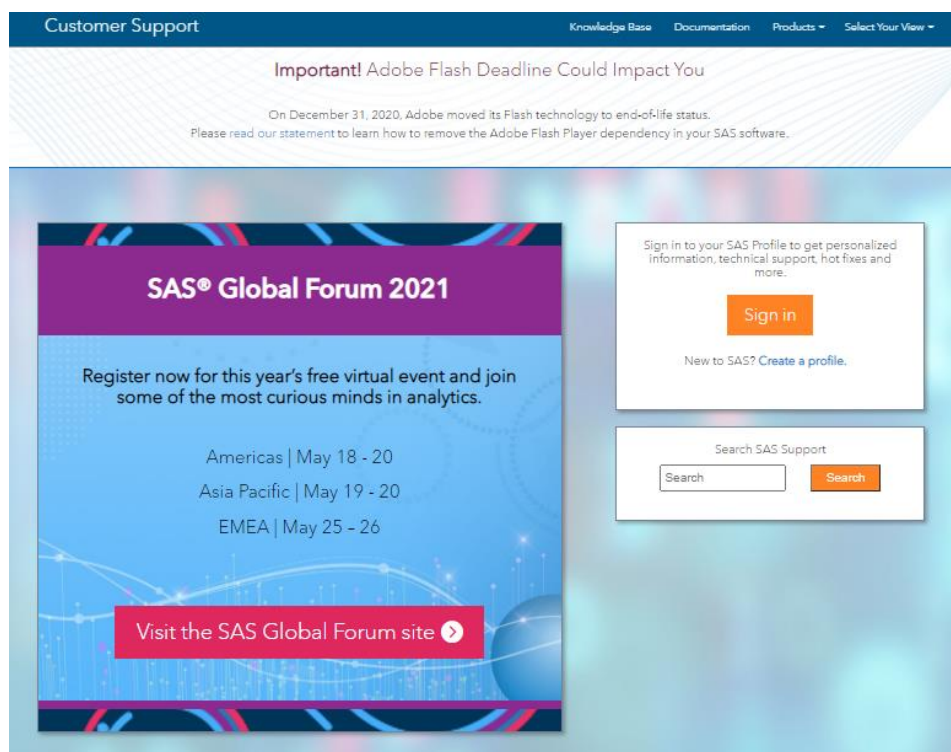 Customer Support
Knowledge Base Documentation Products Select Your View
Important! Adobe Flash Deadline Could Impact You
On December 31, 2020, Adobe moved its Flash technology to end-of-life status.
Please read our statement to learn how to remove the Adobe Flash Player dependency in your SAS software.
SAS® Global Forum 2021
Register now for this year's free virtual event and join
some of the most curious minds in analytics.
Americas | May 18 - 20
Asia Pacific | May 19 - 20
EMEA | May 25 – 26
Visit the SAS Global Forum site
Sign in to your SAS Profile to get personalized
information, technical support, hot fixes and
more.
Sign in
New to SAS? Create a profile.
Search SAS Support
Search
Search